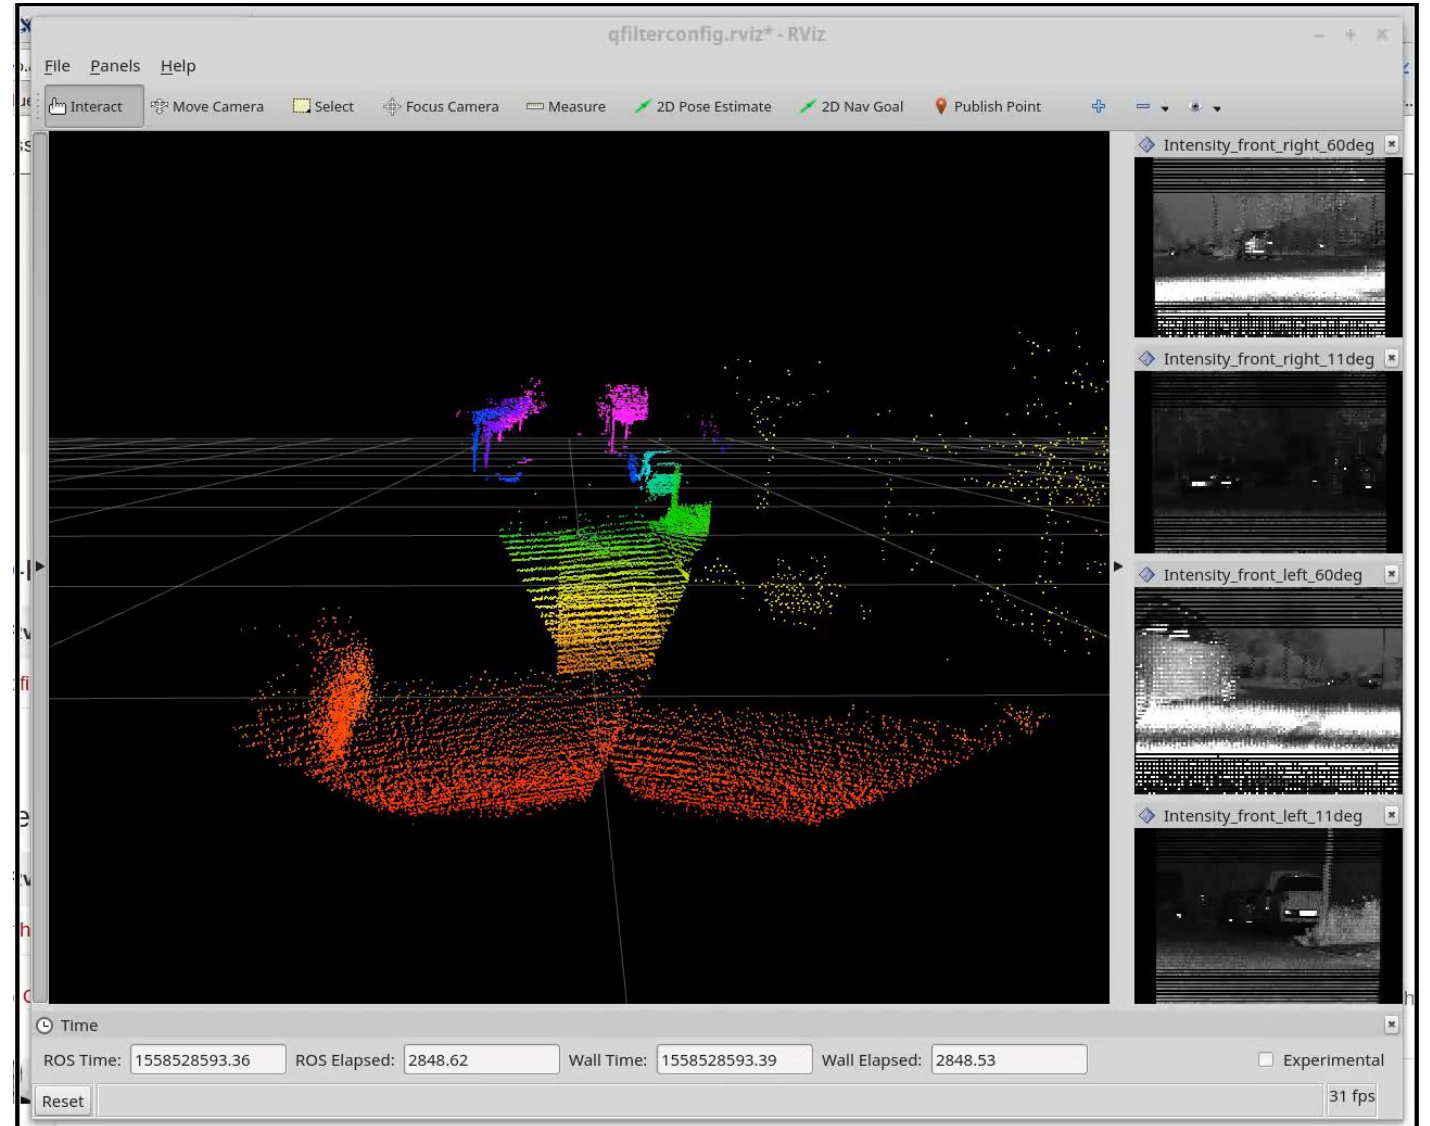 qfilterconfig.rviz* - RViz
File Panels Help
Interact Move Camera Select Focus Camera Measure 2D Pose Estimate 2D Nav Goal Publish Point
Intensity_front_right_60deg
Intensity_front_right_11deg
Intensity_front_left_60deg
Intensity_front_left_11deg
Time
ROS Time: 1558528593.36 ROS Elapsed: 2848.62 Wall Time: 1558528593.39 Wall Elapsed: 2848.53 Experimental
Reset 31 fps